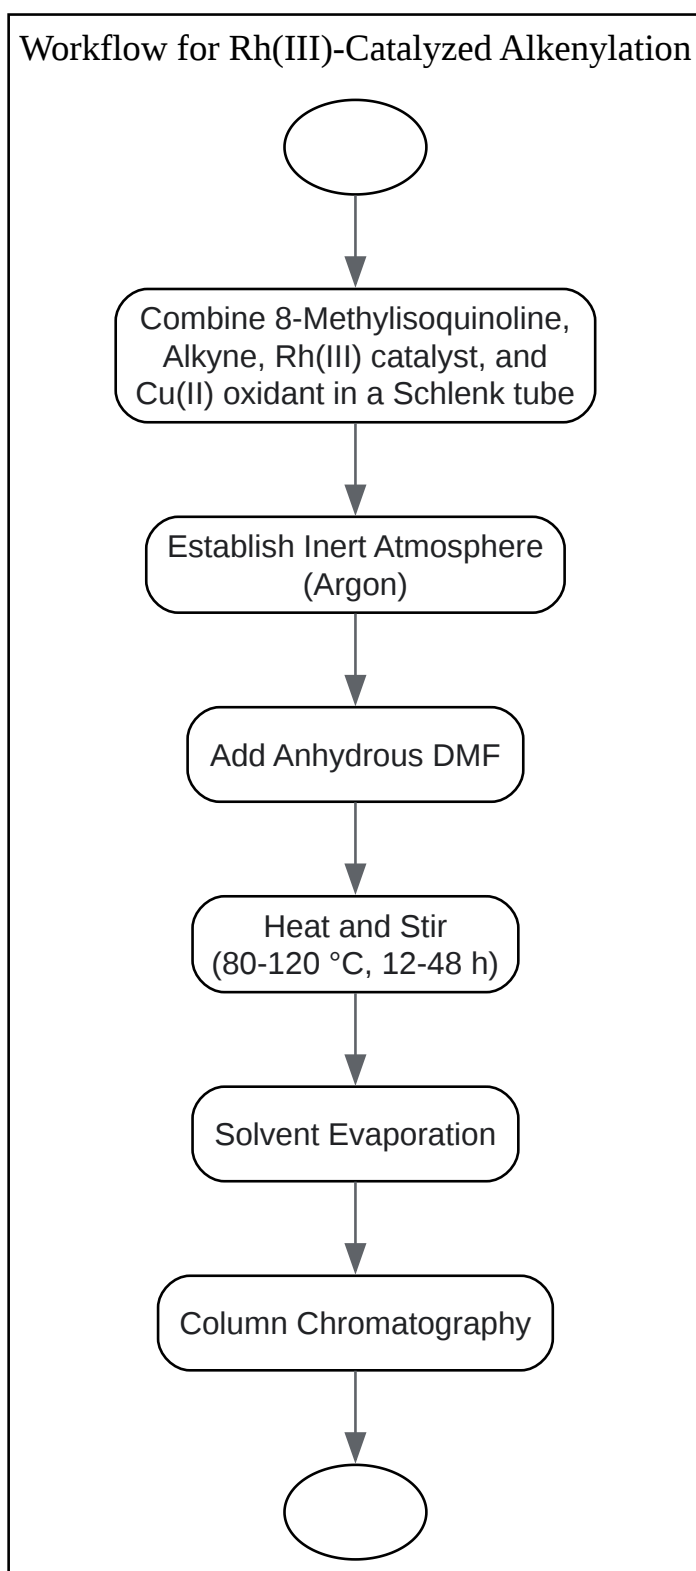 Workflow for Rh(III)-Catalyzed Alkenylation
Combine 8-Methylisoquinoline,
Alkyne, Rh(III) catalyst, and
Cu(II) oxidant in a Schlenk tube
Establish Inert Atmosphere
(Argon)
Add Anhydrous DMF
Heat and Stir
(80-120 °C, 12-48 h)
Solvent Evaporation
Column Chromatography